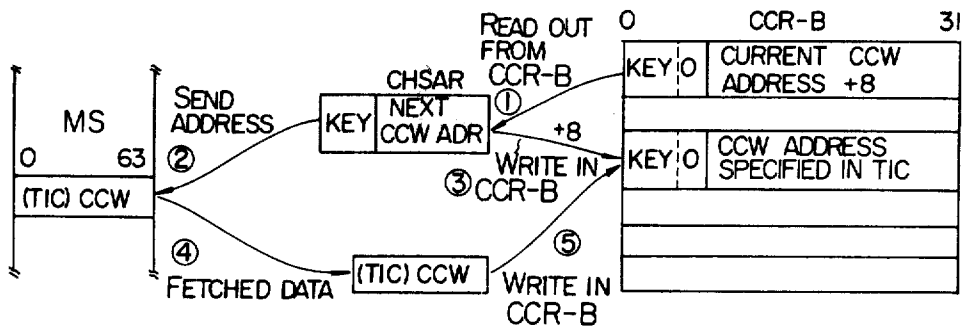 0 CCR-B 31
READ OUT
FROM
CCR-B
①
KEY 0 CURRENT CCW
ADDRESS +8
CHSAR
KEY NEXT
CCW ADR
SEND
ADDRESS
②
MS
0 63
(TIC) CCW
+8
WRITE IN
③ CCR-B
KEY 0 CCW ADDRESS
SPECIFIED IN TIC
④
FETCHED DATA
(TIC) CCW
⑤
WRITE IN
CCR-B